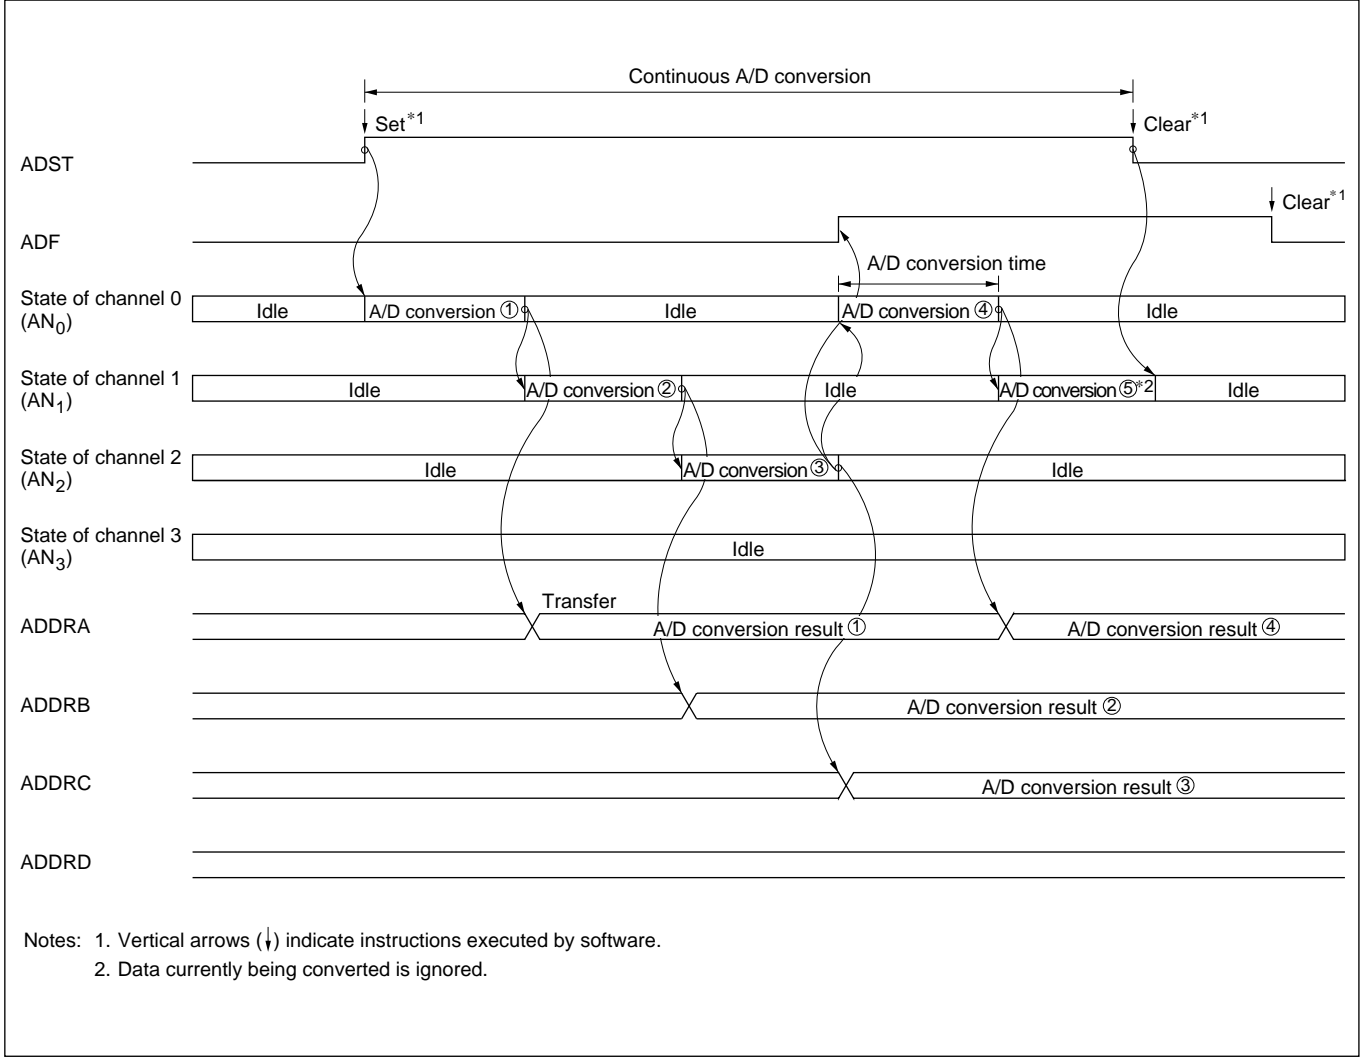 Continuous A/D conversion
Set*1
Clear*1
ADST
Clear*1
ADF
A/D conversion time
State of channel 0
(AN0)
Idle
A/D conversion ①
Idle
A/D conversion ④
Idle
State of channel 1
(AN1)
Idle
A/D conversion ②
Idle
A/D conversion ⑤*2
Idle
State of channel 2
(AN2)
Idle
A/D conversion ③
Idle
State of channel 3
(AN3)
Idle
Transfer
ADDRA
A/D conversion result ①
A/D conversion result ④
ADDRB
A/D conversion result ②
ADDRC
A/D conversion result ③
ADDRD
Notes: 1. Vertical arrows (↓) indicate instructions executed by software.
2. Data currently being converted is ignored.